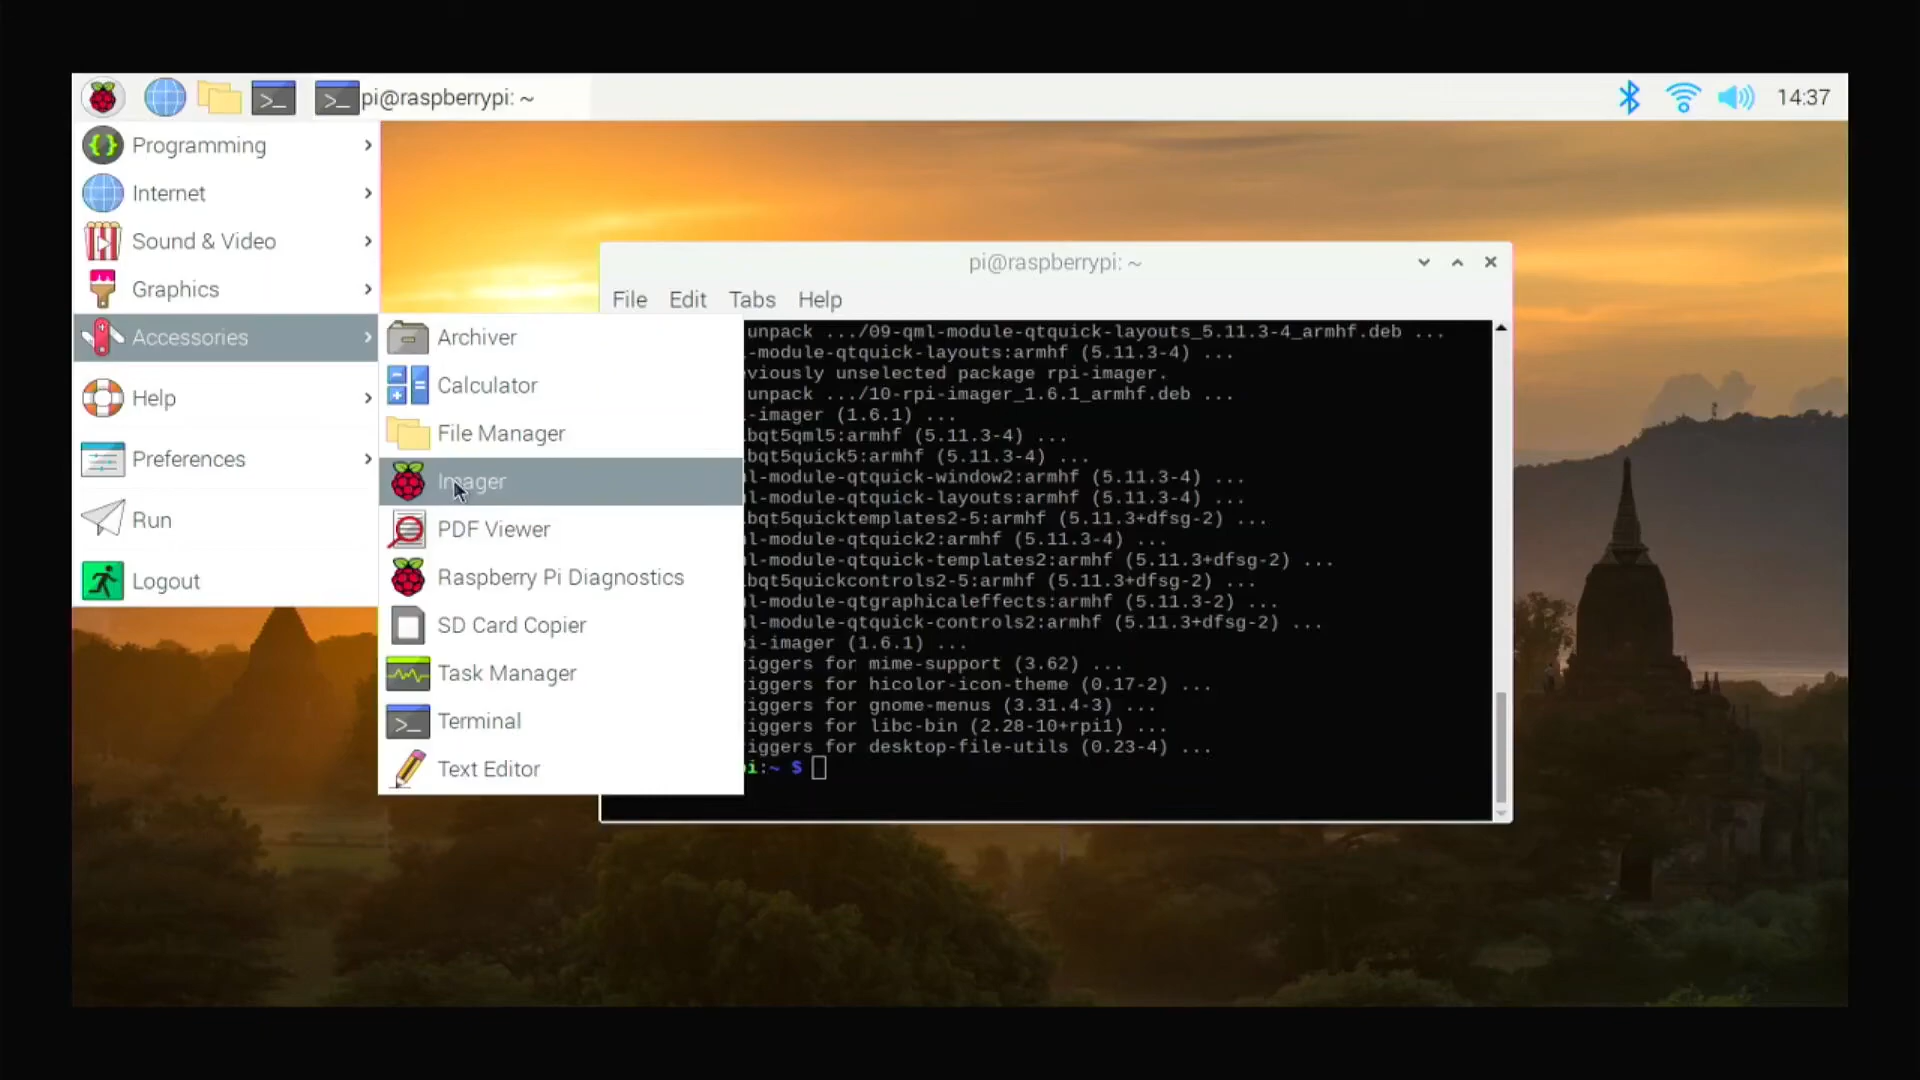 pi@raspberrypi: ~
14:37
Programming
Internet
Sound & Video
Graphics
Accessories
Help
Preferences
Run
Logout
Archiver
Calculator
File Manager
Imager
PDF Viewer
Raspberry Pi Diagnostics
SD Card Copier
Task Manager
Terminal
Text Editor
pi@raspberrypi: ~
File Edit Tabs Help
unpack .../09-qml-module-qtquick-layouts_5.11.3-4_armhf.deb ...
-module-qtquick-layouts:armhf (5.11.3-4) ...
viously unselected package rpi-imager.
unpack .../10-rpi-imager_1.6.1_armhf.deb ...
-imager (1.6.1) ...
bqt5qml5:armhf (5.11.3-4) ...
bqt5quick5:armhf (5.11.3-4) ...
l-module-qtquick-window2:armhf (5.11.3-4) ...
l-module-qtquick-layouts:armhf (5.11.3-4) ...
bqt5quicktemplates2-5:armhf (5.11.3+dfsg-2) ...
l-module-qtquick2:armhf (5.11.3-4) ...
l-module-qtquick-templates2:armhf (5.11.3+dfsg-2) ...
bqt5quickcontrols2-5:armhf (5.11.3+dfsg-2) ...
l-module-qtgraphicaleffects:armhf (5.11.3-2) ...
l-module-qtquick-controls2:armhf (5.11.3+dfsg-2) ...
i-imager (1.6.1) ...
iggers for mime-support (3.62) ...
iggers for hicolor-icon-theme (0.17-2) ...
iggers for gnome-menus (3.31.4-3) ...
iggers for libc-bin (2.28-10+rpi1) ...
iggers for desktop-file-utils (0.23-4) ...
i:~ $